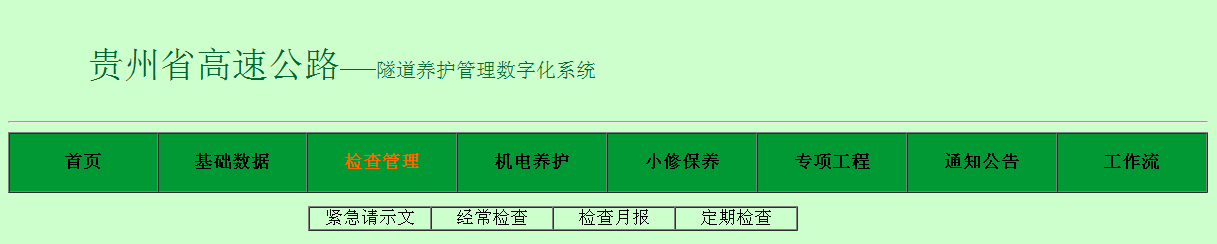 贵州省高速公路——隧道养护管理数字化系统
首页 基础数据 检查管理 机电养护 小修保养 专项工程 通知公告 工作流
紧急请示文 经常检查 检查月报 定期检查